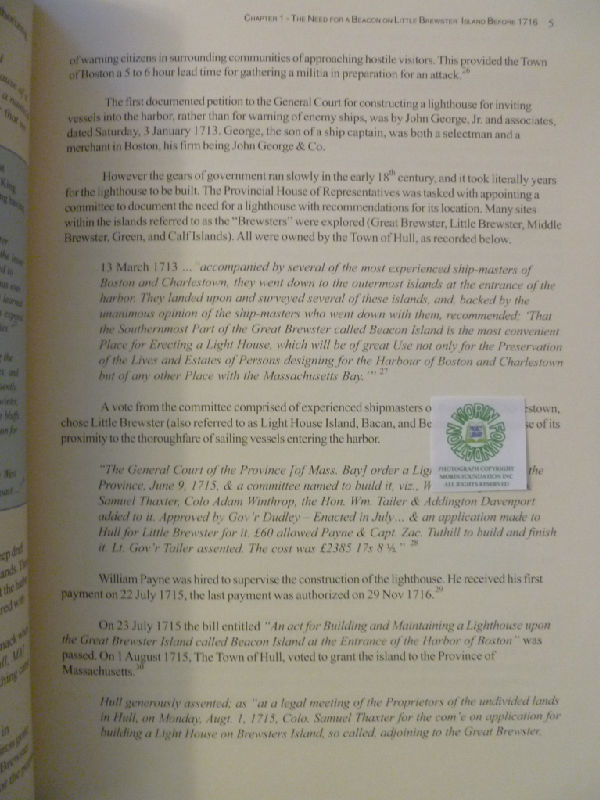 CHAPTER 1 - THE NEED FOR A BEACON ON LITTLE BREWSTER ISLAND BEFORE 1716 5
of warning citizens in surrounding communities of approaching hostile visitors. This provided the Town
of Boston a 5 to 6 hour lead time for gathering a militia in preparation for an attack.26
The first documented petition to the General Court for constructing a lighthouse for inviting
vessels into the harbor, rather than for warning of enemy ships, was by John George, Jr. and associates,
dated Saturday, 3 January 1713. George, the son of a ship captain, was both a selectman and a
merchant in Boston, his firm being John George & Co.
However the gears of government ran slowly in the early 18th century, and it took literally years
for the lighthouse to be built. The Provincial House of Representatives was tasked with appointing a
committee to document the need for a lighthouse with recommendations for its location. Many sites
within the islands referred to as the "Brewsters" were explored (Great Brewster, Little Brewster, Middle
Brewster, Green, and Calf Islands). All were owned by the Town of Hull, as recorded below.
13 March 1713 ... "accompanied by several of the most experienced ship-masters of
Boston and Charlestown, they went down to the outermost islands at the entrance of the
harbor. They landed upon and surveyed several of these islands, and, backed by the
unanimous opinion of the ship-masters who went down with them, recommended; 'That
the Southernmost Part of the Great Brewster called Beacon Island is the most convenient
Place for Erecting a Light House, which will be of great Use not only for the Preservation
of the Lives and Estates of Persons designing for the Harbour of Boston and Charlestown
but of any other Place with the Massachusetts Bay.'" 27
A vote from the committee comprised of experienced shipmasters o stown,
chose Little Brewster (also referred to as Light House Island, Bacan, and Be se of its
proximity to the thoroughfare of sailing vessels entering the harbor.
MORIN FOUNDATION
PHOTOGRAPH COPYRIGHT
MORIN FOUNDATION INC
ALL RIGHTS RESERVED
"The General Court of the Province [of Mass. Bay] order a Lig the
Province, June 9, 1715, & a committee named to build it, viz., W
Samuel Thaxter, Colo Adam Winthrop, the Hon. Wm. Tailer & Addington Davenport
added to it. Approved by Gov'r Dudley – Enacted in July... & an application made to
Hull for Little Brewster for it. £60 allowed Payne & Capt. Zac. Tuthill to build and finish
it. Lt. Gov'r Tailer assented. The cost was £2385 17s 8 ½." 28
William Payne was hired to supervise the construction of the lighthouse. He received his first
payment on 22 July 1715, the last payment was authorized on 29 Nov 1716.29
On 23 July 1715 the bill entitled "An act for Building and Maintaining a Lighthouse upon
the Great Brewster Island called Beacon Island at the Entrance of the Harbor of Boston" was
passed. On 1 August 1715, The Town of Hull, voted to grant the island to the Province of
Massachusetts.30
Hull generously assented; as "at a legal meeting of the Proprietors of the undivided lands
in Hull, on Monday, Augt. 1, 1715, Colo. Samuel Thaxter for the com'e on application for
building a Light House on Brewsters Island, so called, adjoining to the Great Brewster,